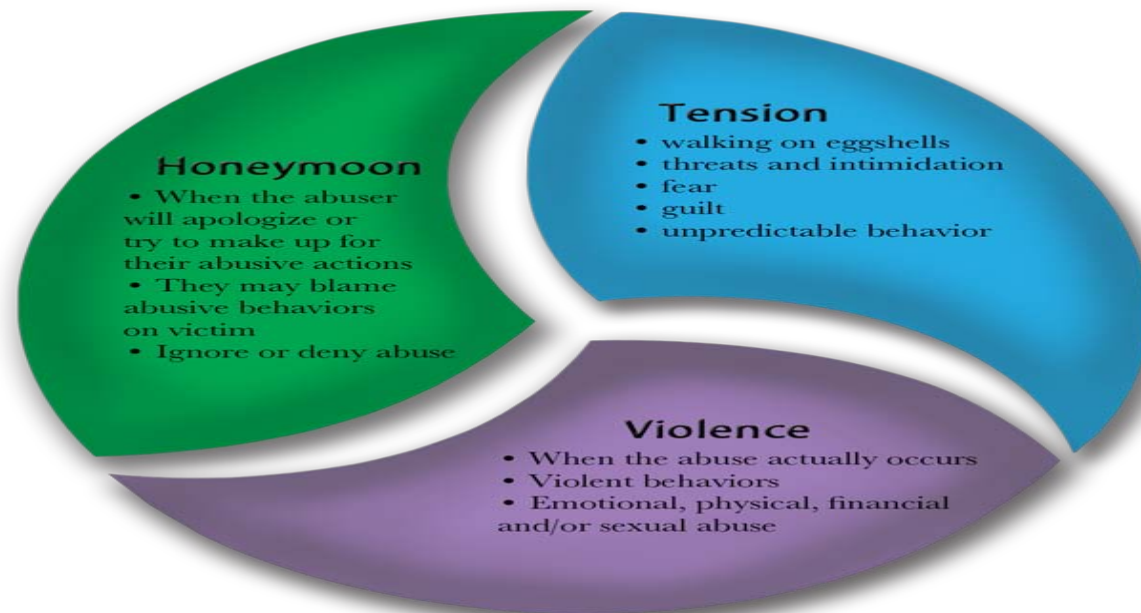 Tension
• walking on eggshells
• threats and intimidation
• fear
• guilt
• unpredictable behavior
Violence
• When the abuse actually occurs
• Violent behaviors
• Emotional, physical, financial
and/or sexual abuse
Honeymoon
• When the abuser
will apologize or
try to make up for
their abusive actions
• They may blame
abusive behaviors
on victim
• Ignore or deny abuse